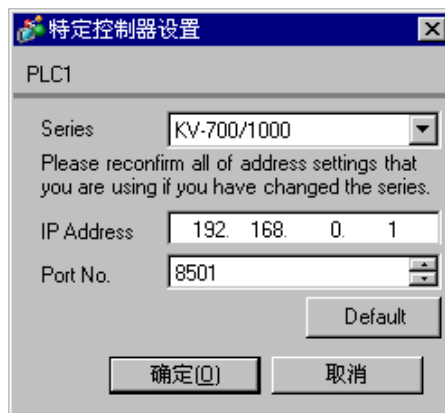 特定控制器设置
PLC1
Series KV-700/1000
Please reconfirm all of address settings that
you are using if you have changed the series.
IP Address 192. 168. 0. 1
Port No. 8501
Default
确定(O) 取消